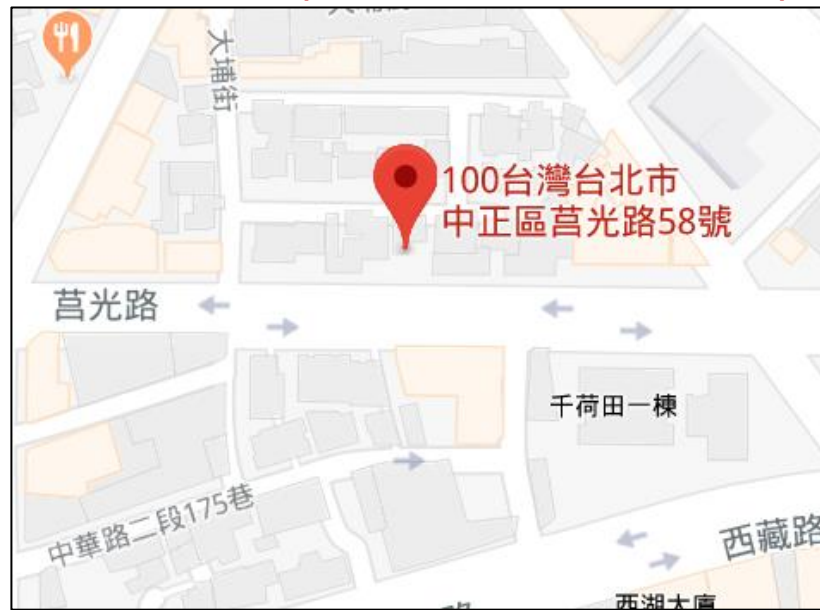 大埔街
100台灣台北市
中正區莒光路58號
莒光路
千荷田一棟
中華路二段175巷
西藏路
西湖大廈